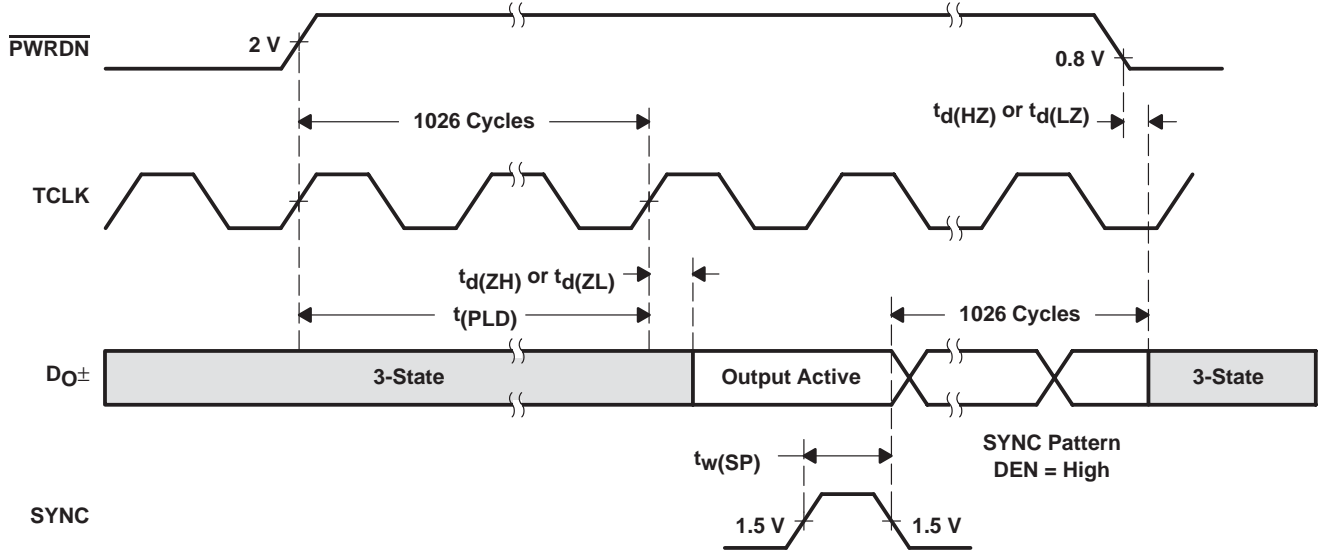 PWRDN
2 V
0.8 V
td(HZ) or td(LZ)
1026 Cycles
TCLK
td(ZH) or td(ZL)
t(PLD)
1026 Cycles
DO±
3-State
Output Active
3-State
tw(SP)
SYNC Pattern
DEN = High
SYNC
1.5 V
1.5 V